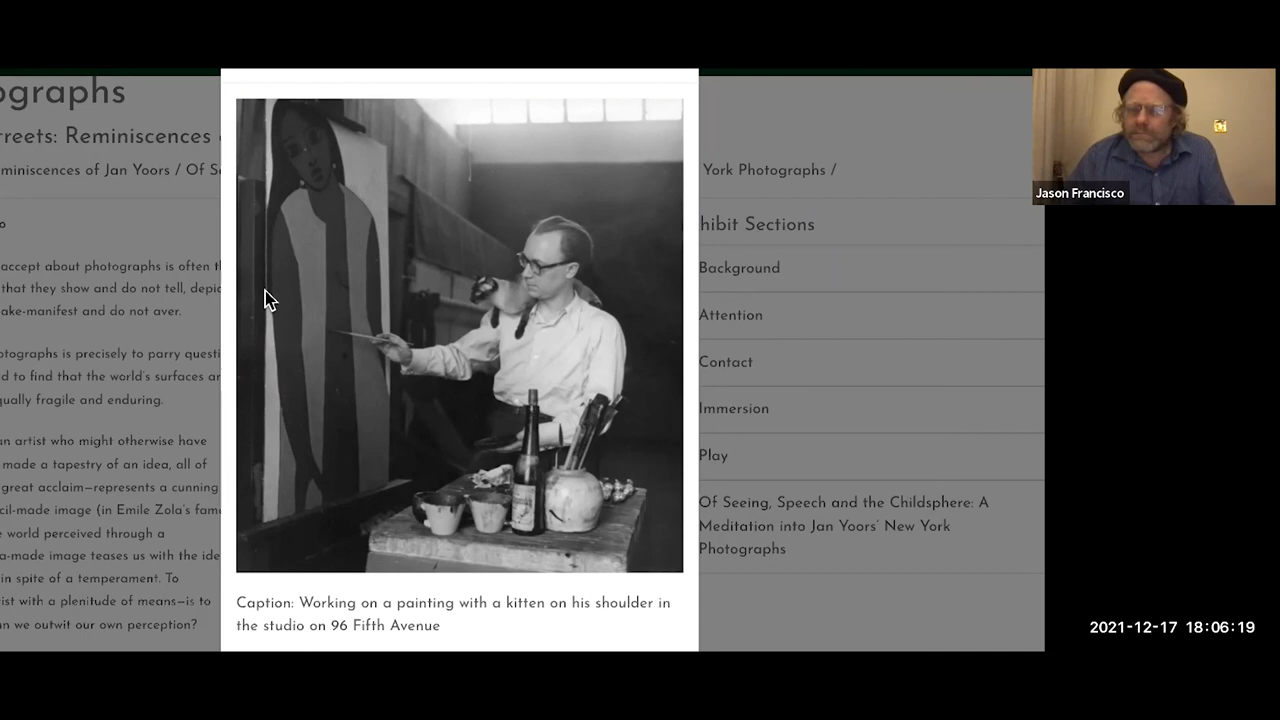 ographs
treets: Reminiscences
miniscences of Jan Yoors / Of Se
York Photographs /
o
accept about photographs is often t
that they show and do not tell, depic
ake-manifest and do not aver.
otographs is precisely to parry questi
d to find that the world's surfaces ar
qually fragile and enduring.
an artist who might otherwise have
made a tapestry of an idea, all of
great acclaim—represents a cunning
cil-made image (in Emile Zola's famo
e world perceived through a
a-made image teases us with the ide
in spite of a temperament. To
ist with a plenitude of means—is to
an we outwit our own perception?
Caption: Working on a painting with a kitten on his shoulder in
the studio on 96 Fifth Avenue
hibit Sections
Background
Attention
Contact
Immersion
Play
Of Seeing, Speech and the Childsphere: A
Meditation into Jan Yoors' New York
Photographs
Jason Francisco
2021-12-17 18:06:19